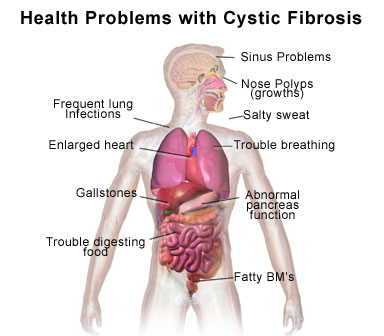 Health Problems with Cystic Fibrosis
Sinus Problems
Nose Polyps
(growths)
Frequent lung
Infections
Salty sweat
Enlarged heart
Trouble breathing
Gallstones
Abnormal
pancreas
function
Trouble digesting
food
Fatty BM's